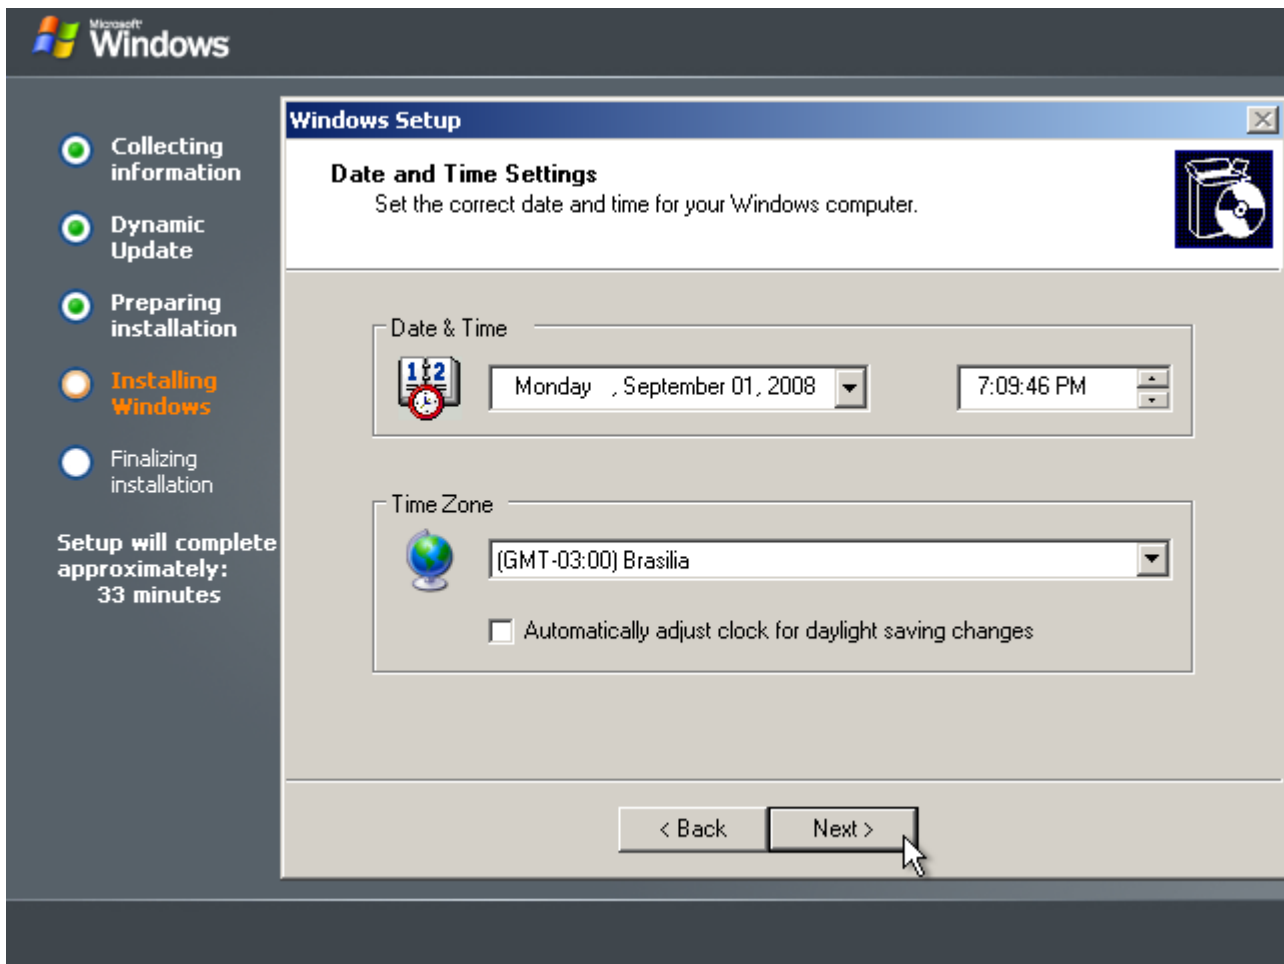 Microsoft
Windows
Collecting
information
Dynamic
Update
Preparing
installation
Installing
Windows
Finalizing
installation
Setup will complete
approximately:
33 minutes
Windows Setup
Date and Time Settings
Set the correct date and time for your Windows computer.
Date & Time
12
Monday , September 01, 2008
7:09:46 PM
Time Zone
(GMT-03:00) Brasilia
Automatically adjust clock for daylight saving changes
< Back
Next >